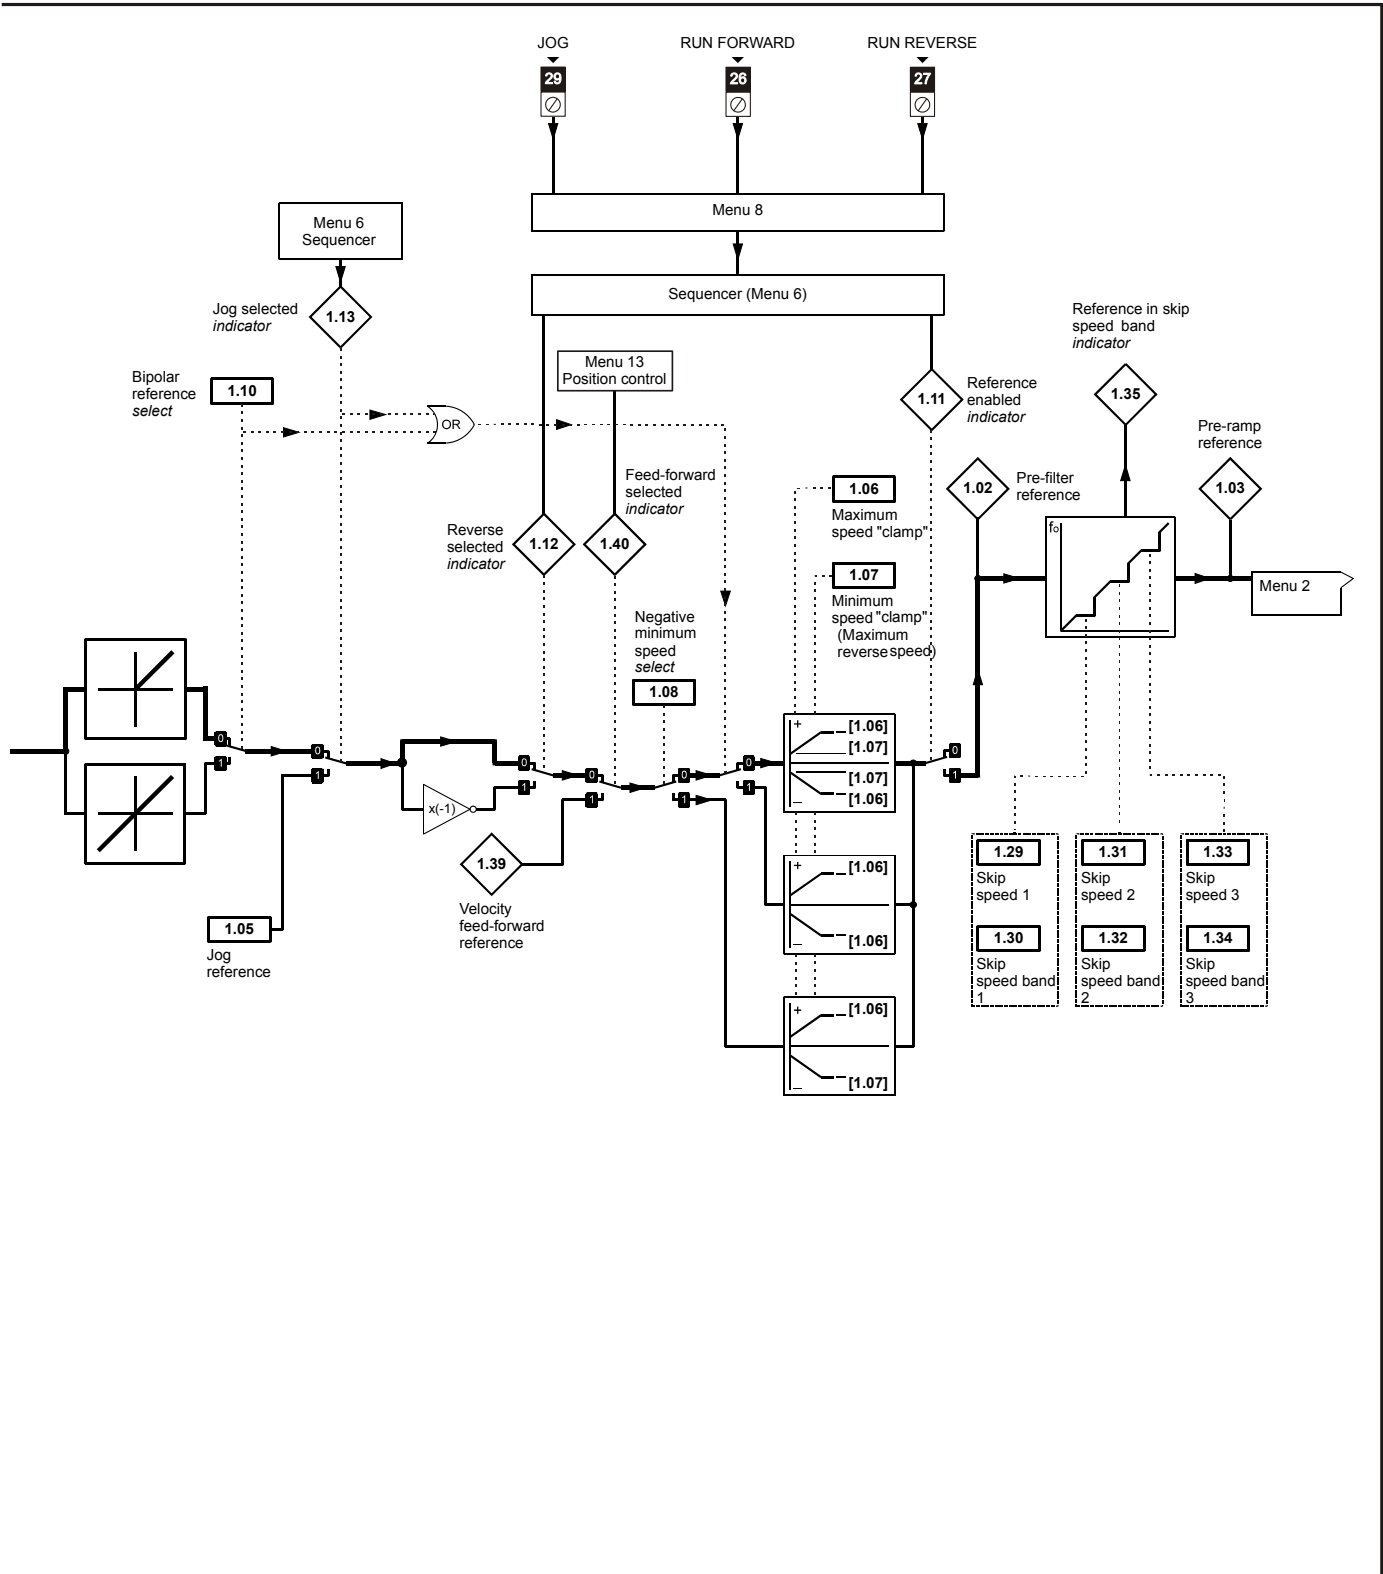 JOG
RUN FORWARD
RUN REVERSE
29
26
27
Menu 8
Menu 6
Sequencer
Sequencer (Menu 6)
Jog selected
indicator
1.13
Reference in skip
speed band
indicator
Menu 13
Position control
Bipolar
reference
select
1.10
1.11
Reference
enabled
indicator
1.35
OR
Pre-ramp
reference
Feed-forward
selected
indicator
1.06
Maximum
speed "clamp"
1.02
Pre-filter
reference
1.03
Reverse
selected
indicator
1.12
1.40
fo
1.07
Minimum
speed "clamp"
(Maximum
reverse speed)
Menu 2
Negative
minimum
speed
select
1.08
0
1
0
1
x(-1)
0
1
0
1
0
1
0
1
+
[1.06]
[1.07]
[1.07]
[1.06]
–
0
1
1.39
Velocity
feed-forward
reference
+
[1.06]
–
[1.06]
1.29
Skip
speed 1
1.30
Skip
speed band
1
1.31
Skip
speed 2
1.32
Skip
speed band
2
1.33
Skip
speed 3
1.34
Skip
speed band
3
1.05
Jog
reference
+
[1.06]
–
[1.07]